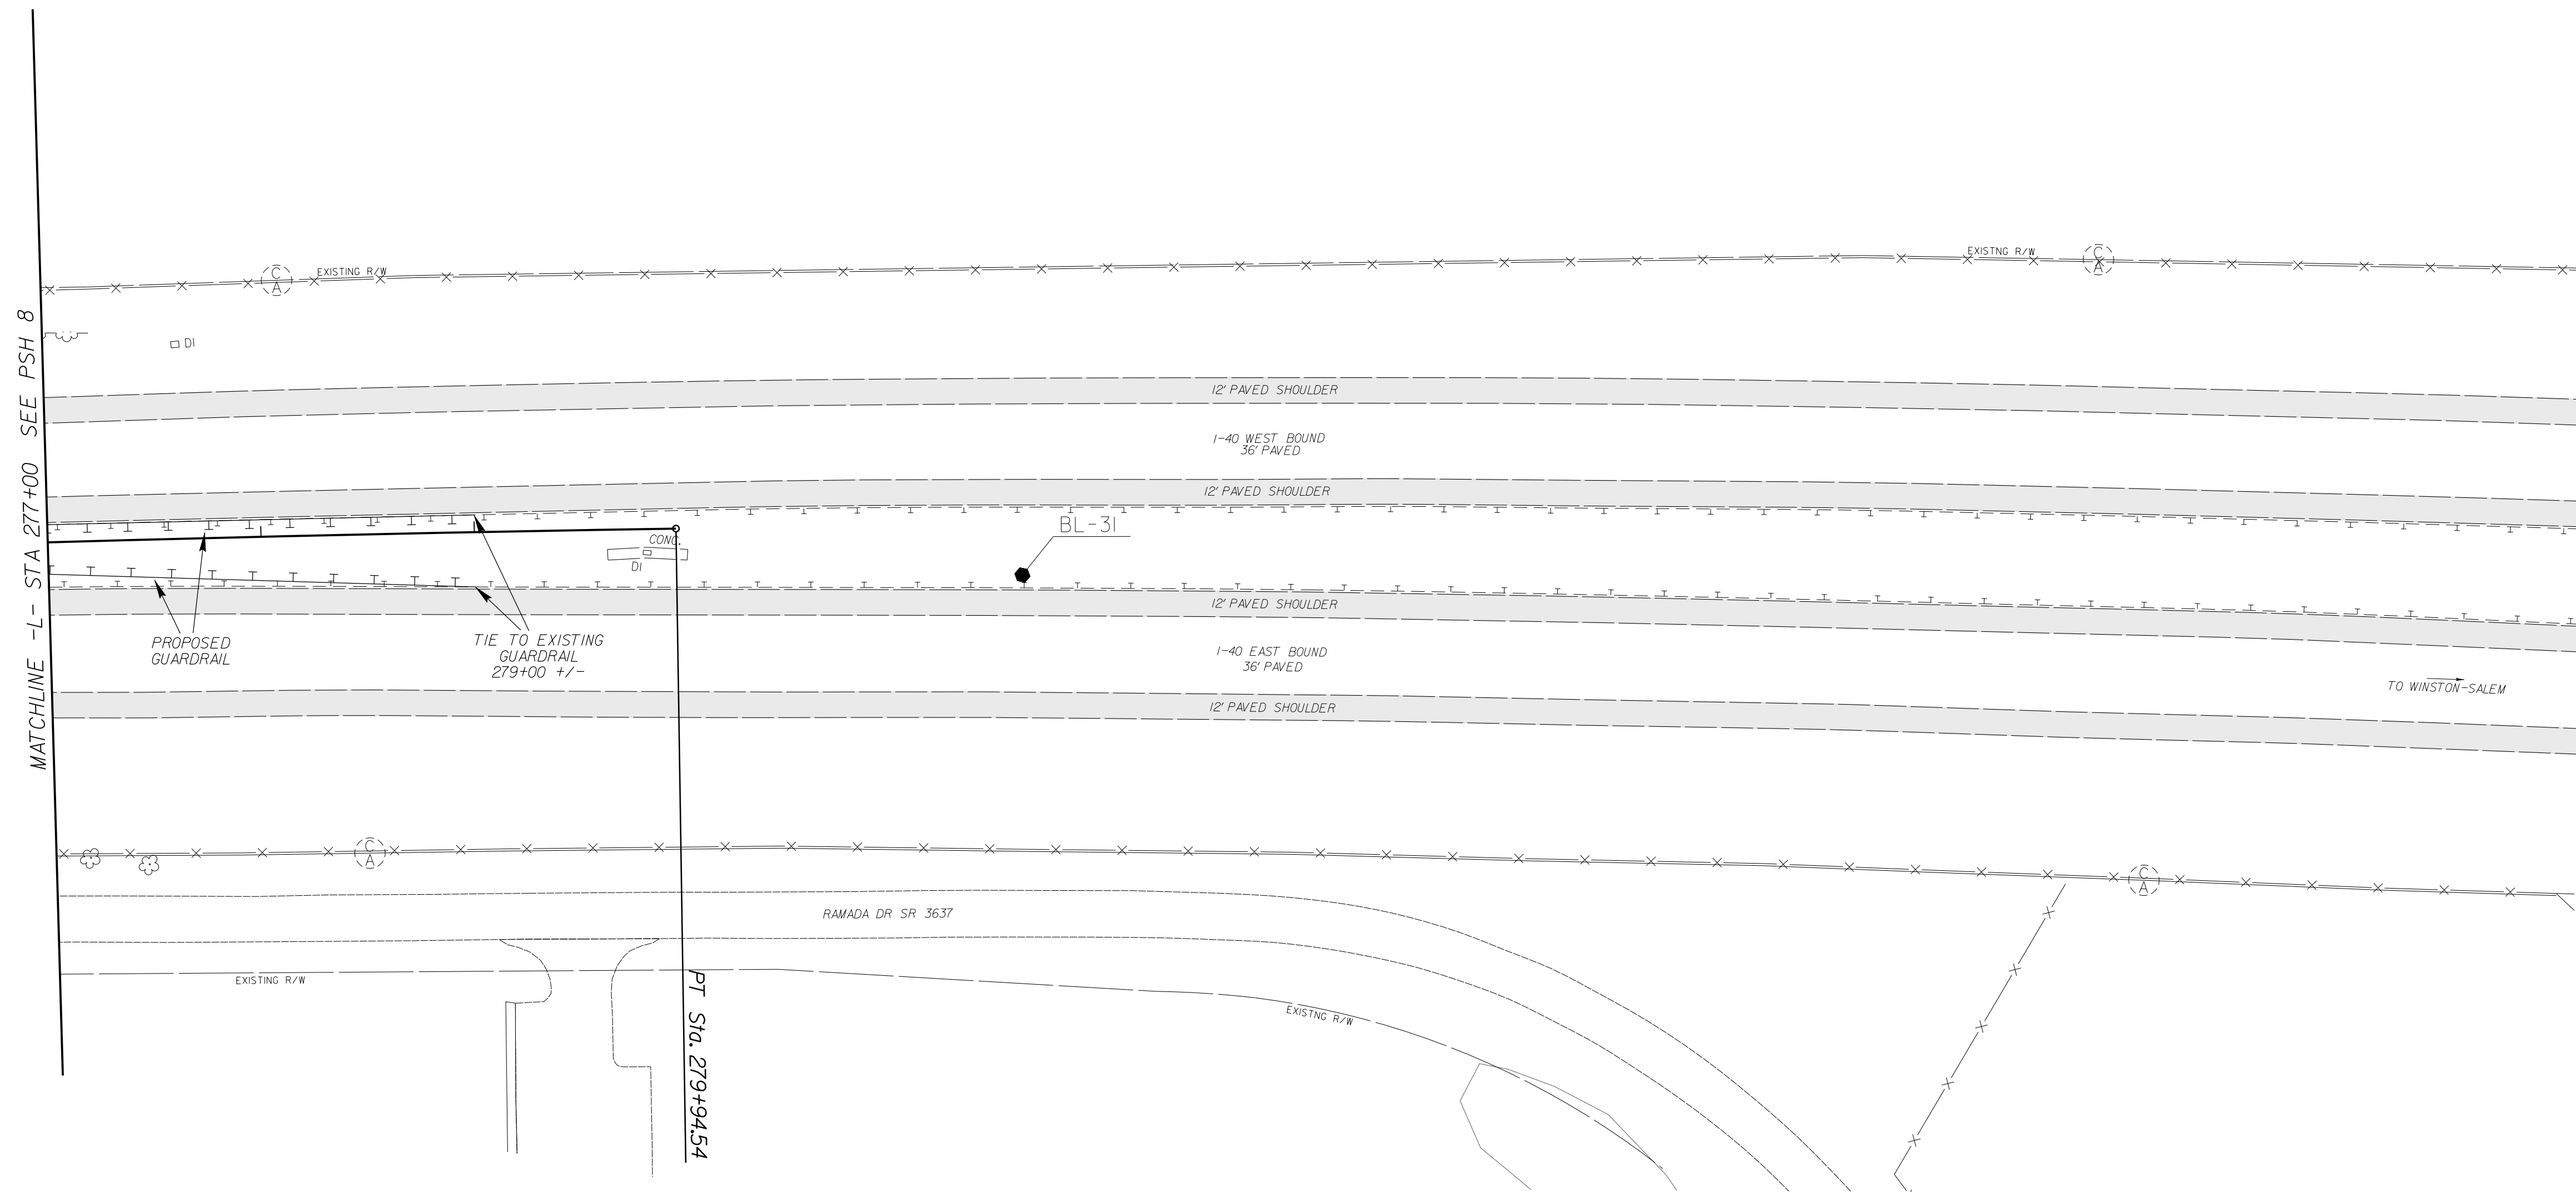 MATCHLINE -L- STA 277+00 SEE PSH 8
C
A
EXISTING R/W
EXISTNG R/W
C
A
DI
12' PAVED SHOULDER
I-40 WEST BOUND
36' PAVED
12' PAVED SHOULDER
BL-31
CONC.
DI
12' PAVED SHOULDER
PROPOSED
GUARDRAIL
TIE TO EXISTING
GUARDRAIL
279+00 +/-
I-40 EAST BOUND
36' PAVED
TO WINSTON-SALEM
12' PAVED SHOULDER
C
A
C
A
RAMADA DR SR 3637
EXISTING R/W
EXISTNG R/W
PT Sta. 279+94.54